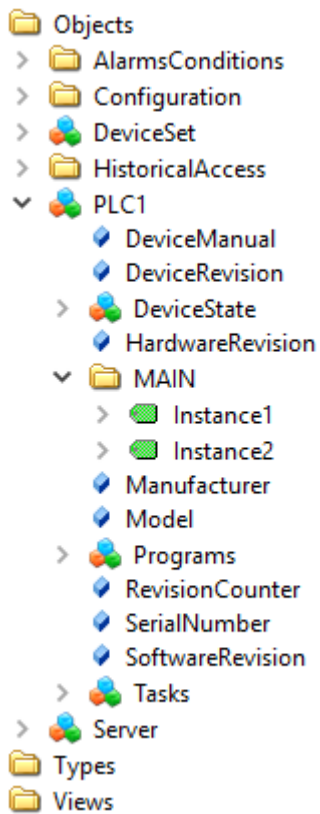 Objects
AlarmsConditions
Configuration
DeviceSet
HistoricalAccess
PLC1
DeviceManual
DeviceRevision
DeviceState
HardwareRevision
MAIN
Instance1
Instance2
Manufacturer
Model
Programs
RevisionCounter
SerialNumber
SoftwareRevision
Tasks
Server
Types
Views